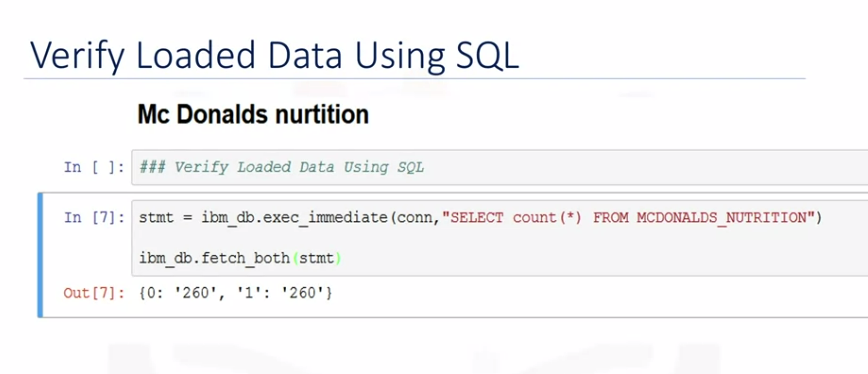 Verify Loaded Data Using SQL
Mc Donalds nurtition
In [ ]: ### Verify Loaded Data Using SQL
In [7]: stmt = ibm_db.exec_immediate(conn,"SELECT count(*) FROM MCDONALDS_NUTRITION")
ibm_db.fetch_both(stmt)
Out[7]: {0: '260', '1': '260'}